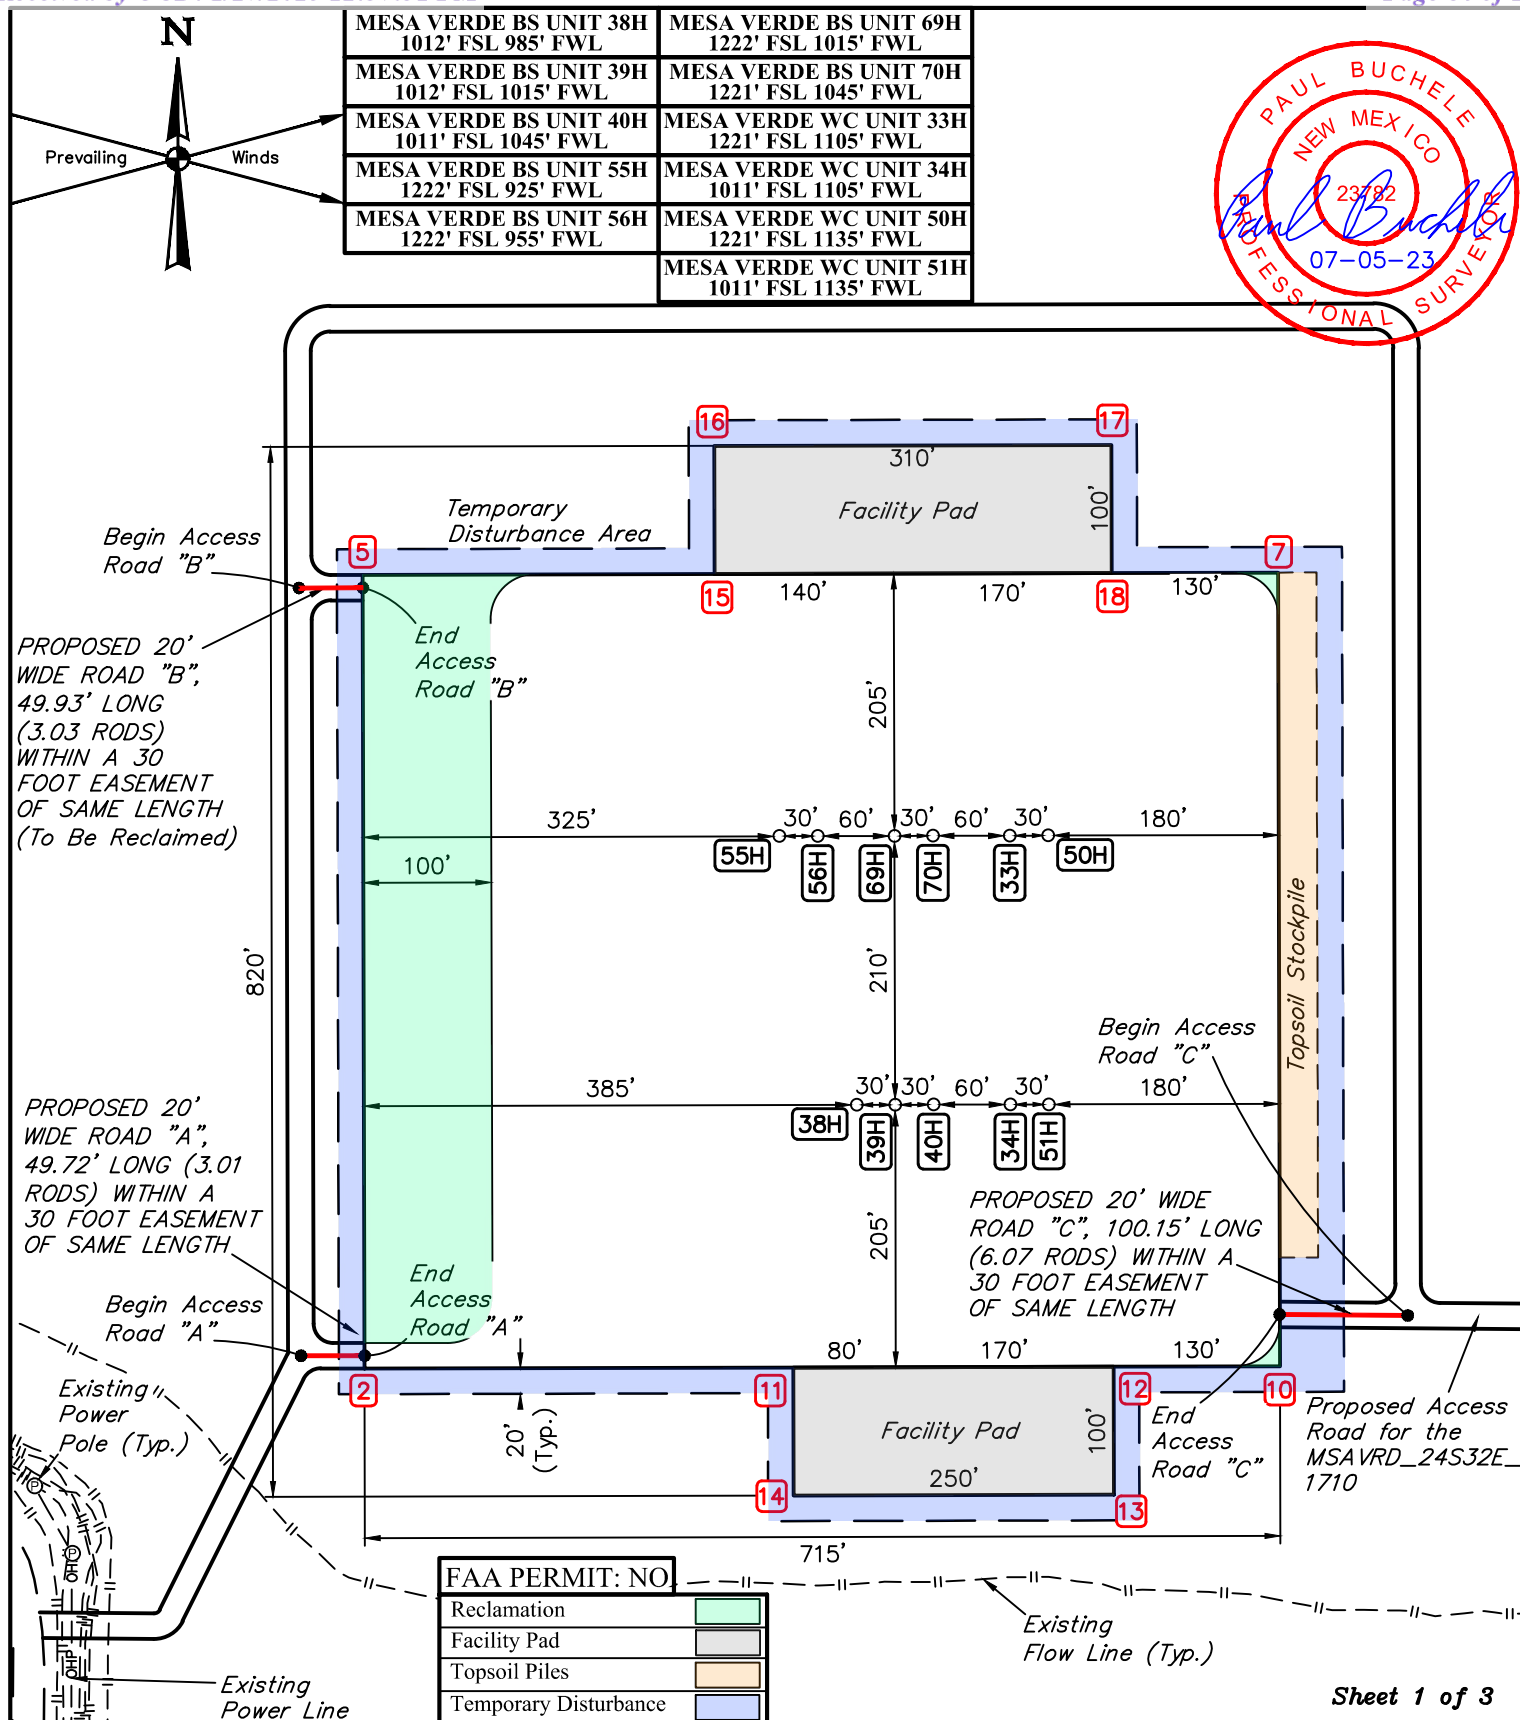 N
Prevailing Winds
MESA VERDE BS UNIT 38H
1012' FSL 985' FWL
MESA VERDE BS UNIT 39H
1012' FSL 1015' FWL
MESA VERDE BS UNIT 40H
1011' FSL 1045' FWL
MESA VERDE BS UNIT 55H
1222' FSL 925' FWL
MESA VERDE BS UNIT 56H
1222' FSL 955' FWL
MESA VERDE BS UNIT 69H
1222' FSL 1015' FWL
MESA VERDE BS UNIT 70H
1221' FSL 1045' FWL
MESA VERDE WC UNIT 33H
1221' FSL 1105' FWL
MESA VERDE WC UNIT 34H
1011' FSL 1105' FWL
MESA VERDE WC UNIT 50H
1221' FSL 1135' FWL
MESA VERDE WC UNIT 51H
1011' FSL 1135' FWL
PAUL BUCHELE
NEW MEXICO
23782
Paul Buchele
07-05-23
PROFESSIONAL SURVEYOR
16
17
310'
Facility Pad
100'
Temporary
Disturbance Area
Begin Access
Road "B"
5
7
15
140'
170'
18
130'
End
Access
Road "B"
PROPOSED 20'
WIDE ROAD "B",
49.93' LONG
(3.03 RODS)
WITHIN A 30
FOOT EASEMENT
OF SAME LENGTH
(To Be Reclaimed)
205'
325'
30'
60'
30'
60'
30'
180'
55H
56H
69H
70H
33H
50H
100'
820'
210'
Topsoil Stockpile
Begin Access
Road "C"
385'
30'
30'
60'
30'
180'
38H
39H
40H
34H
51H
PROPOSED 20'
WIDE ROAD "A",
49.72' LONG (3.01
RODS) WITHIN A
30 FOOT EASEMENT
OF SAME LENGTH
205'
PROPOSED 20' WIDE
ROAD "C", 100.15' LONG
(6.07 RODS) WITHIN A
30 FOOT EASEMENT
OF SAME LENGTH
End
Access
Road "A"
Begin Access
Road "A"
80'
170'
130'
2
11
12
10
Existing
Power
Pole (Typ.)
20'
(Typ.)
Facility Pad
100'
250'
End
Access
Road "C"
Proposed Access
Road for the
MSAVRD_24S32E_
1710
14
13
715'
P
P
OHP
OHP
FAA PERMIT: NO
Reclamation
Facility Pad
Topsoil Piles
Temporary Disturbance
Existing
Flow Line (Typ.)
Existing
Power Line
Sheet 1 of 3